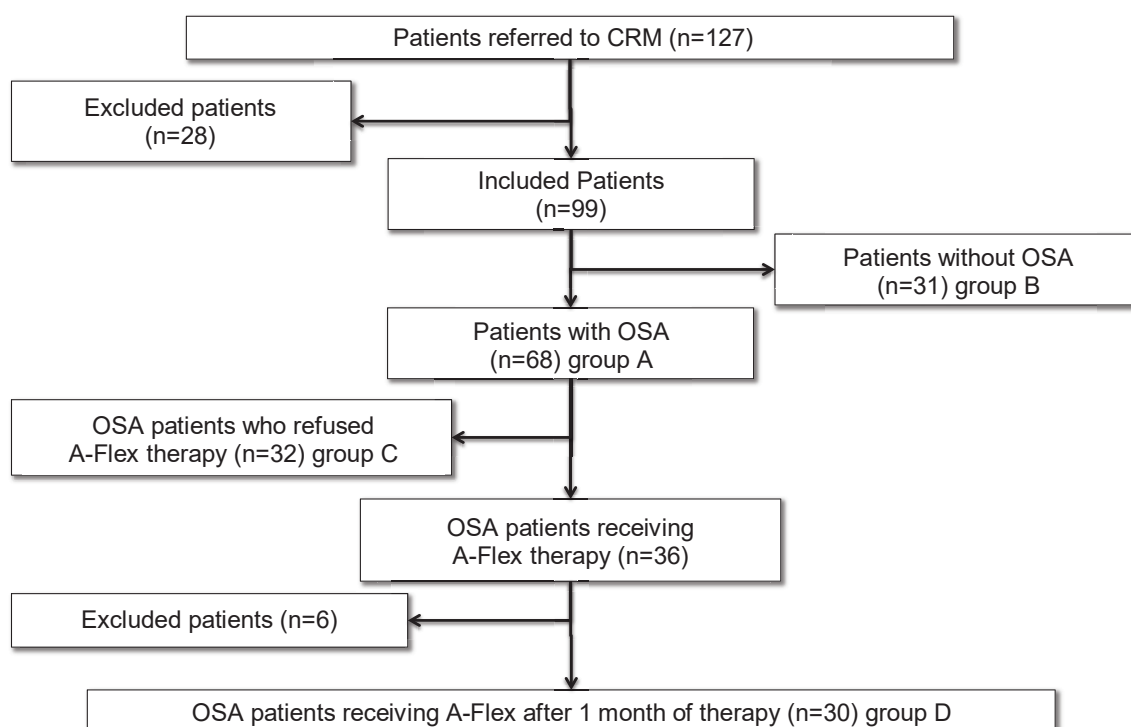 Patients referred to CRM (n=127)
Excluded patients
(n=28)
Included Patients
(n=99)
Patients without OSA
(n=31) group B
Patients with OSA
(n=68) group A
OSA patients who refused
A-Flex therapy (n=32) group C
OSA patients receiving
A-Flex therapy (n=36)
Excluded patients (n=6)
OSA patients receiving A-Flex after 1 month of therapy (n=30) group D